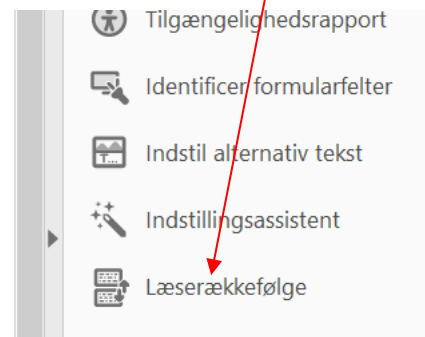 Tilgængelighedsrapport
Identificer formularfelter
Indstil alternativ tekst
Indstillingsassistent
Læserækkefølge